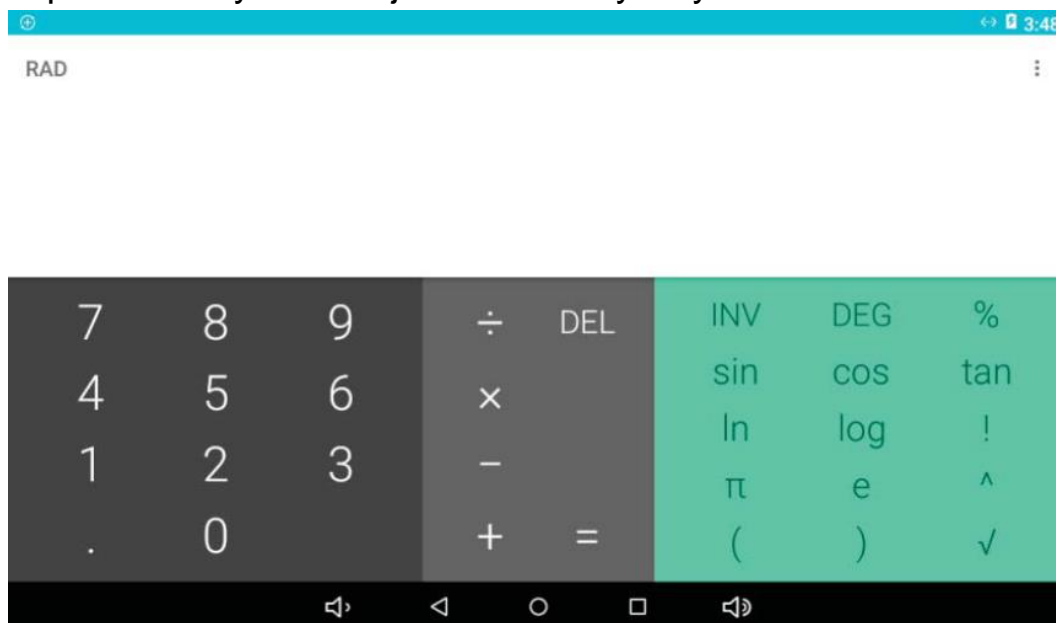 3:48
RAD
7 8 9 ÷ DEL INV DEG %
4 5 6 × sin cos tan
1 2 3 − ln log !
. 0 + = π e ^
( ) √